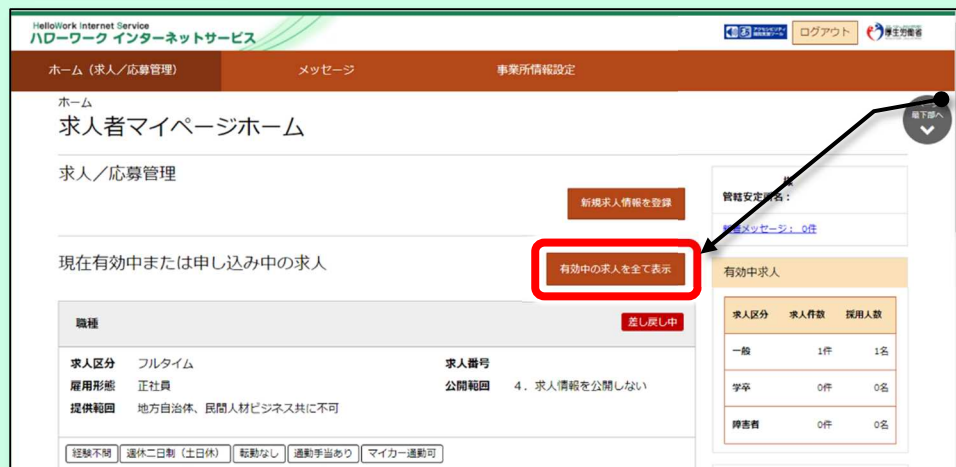 HelloWork Internet Service
ハローワーク インターネットサービス
ログアウト
厚生労働省
ホーム（求人／応募管理）
メッセージ
事業所情報設定
ホーム
求人者マイページホーム
最下部へ
求人／応募管理
新規求人情報を登録
様
管轄安定所名：
メッセージ： 0件
現在有効中または申し込み中の求人
有効中の求人を全て表示
有効中求人
職種
差し戻し中
求人区分 求人件数 採用人数
一般 1件 1名
学卒 0件 0名
障害者 0件 0名
求人区分 フルタイム
求人番号
雇用形態 正社員
公開範囲 4．求人情報を公開しない
提供範囲 地方自治体、民間人材ビジネス共に不可
経験不問 週休二日制（土日休） 転勤なし 通勤手当あり マイカー通勤可